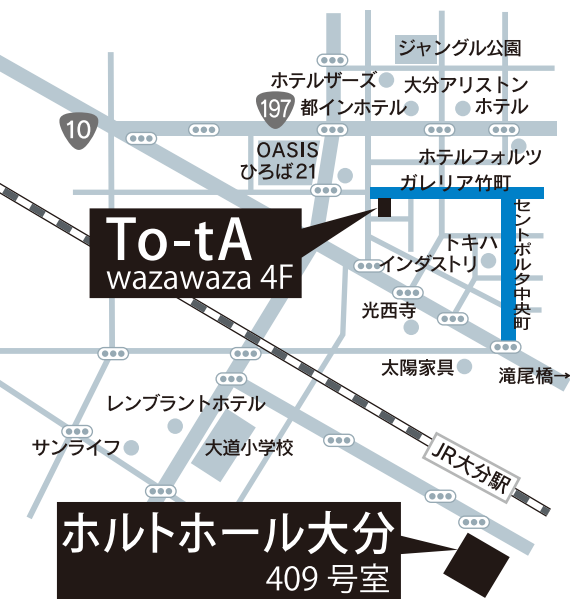 ジャングル公園
ホテルザーズ
大分アリストン
ホテル
197
都インホテル
10
OASIS
ひろば21
ホテルフォルツ
ガレリア竹町
To-tA
wazawaza 4F
セントポルタ中央町
トキハ
インダストリ
光西寺
太陽家具
滝尾橋→
レンブラントホテル
サンライフ
大道小学校
JR大分駅
ホルトホール大分
409 号室